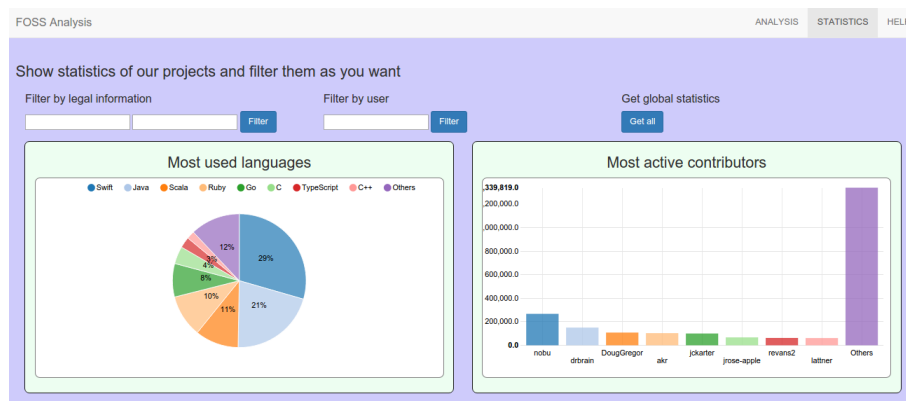 FOSS Analysis
ANALYSIS STATISTICS HEL
Show statistics of our projects and filter them as you want
Filter by legal information Filter by user Get global statistics
Filter Filter Get all
Most used languages
Swift Java Scala Ruby Go C TypeScript C++ Others
12%
29%
3%
4%
8%
10%
11%
21%
Most active contributors
,339,819.0
,200,000.0
,000,000.0
800,000.0
600,000.0
400,000.0
200,000.0
0.0
nobu drbrain DougGregor akr jckarter jrose-apple revans2 lattner Others